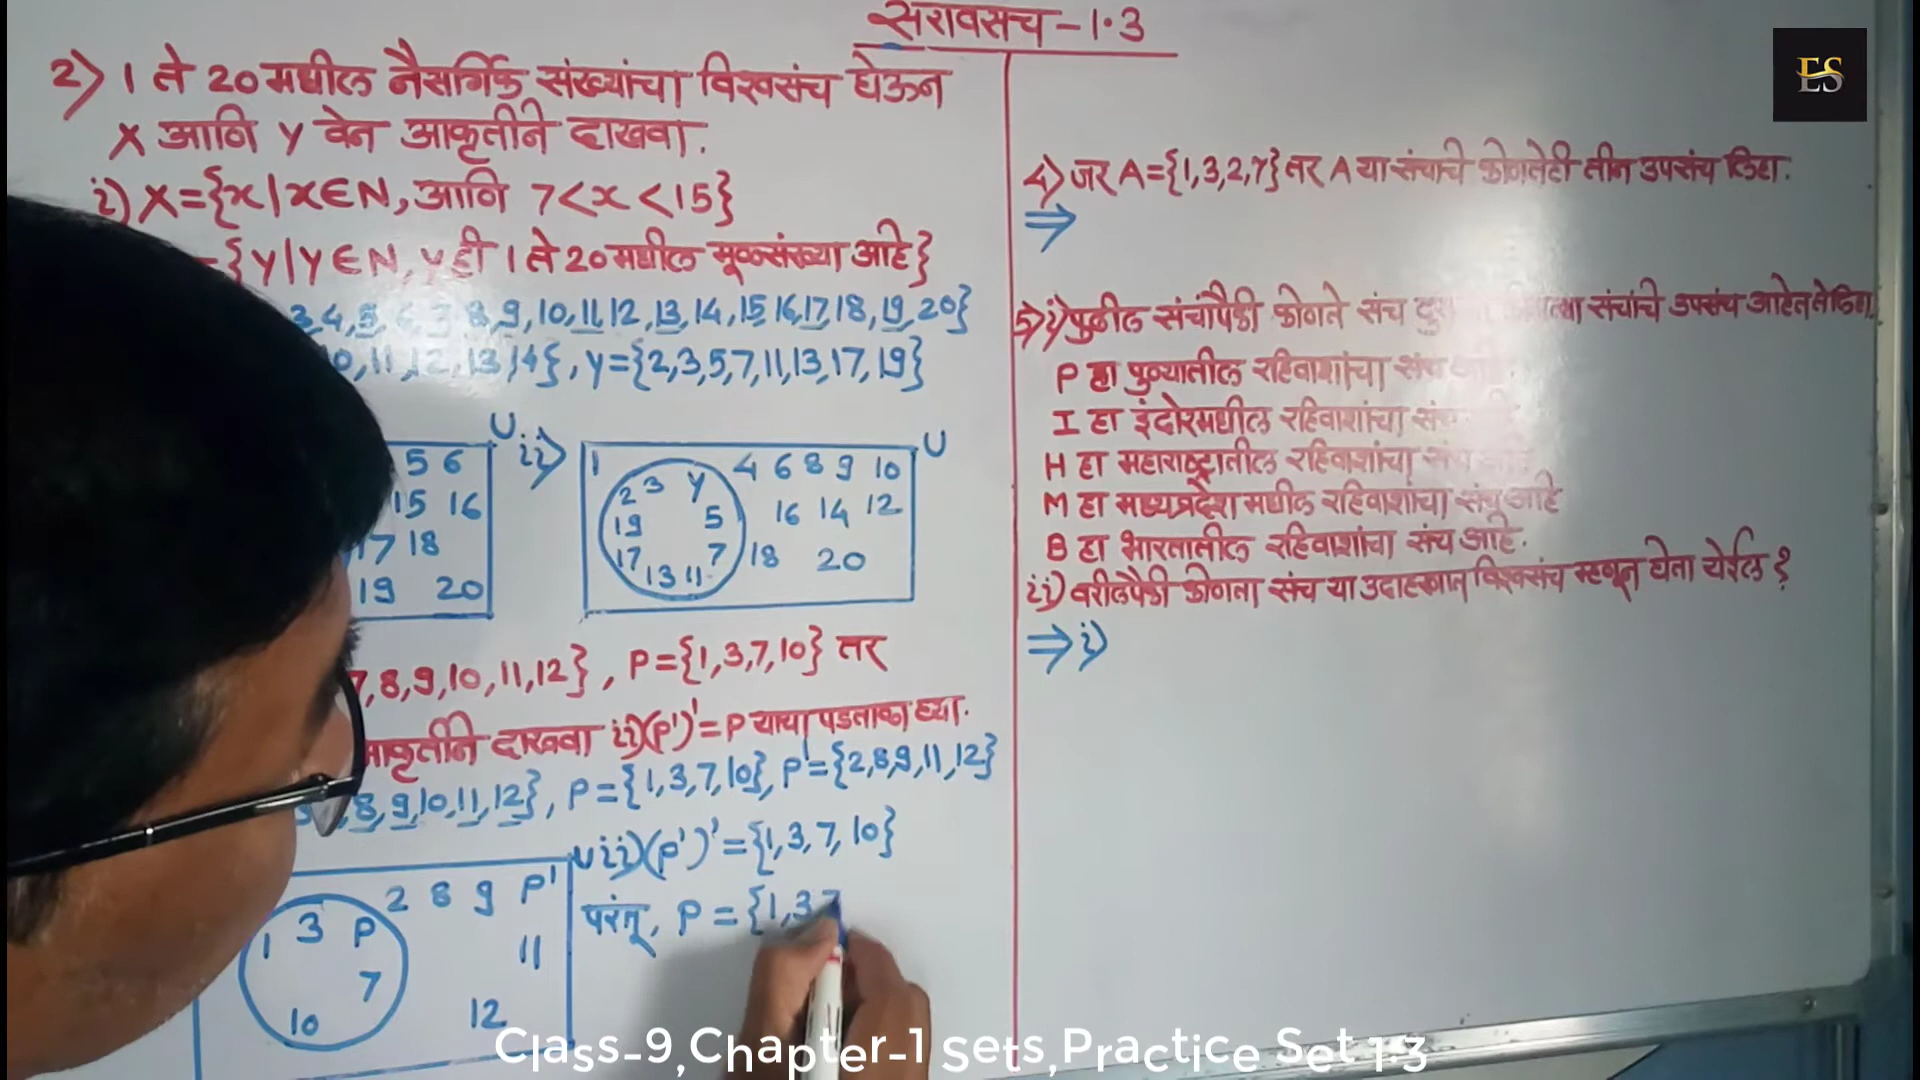 सरावसंच-1.3
ES
2) 1 ते 20 मधील नैसर्गिक संख्यांचा विश्वसंच घेऊन
X आणि Y वेन आकृतीने दाखवा.
i) X={x|x∈N, आणि 7<x<15}
={Y|Y∈N, Y ही 1 ते 20 मधील मूळसंख्या आहे}
3,4,5,6,7,8,9,10,11,12,13,14,15,16,17,18,19,20}
10,11,12,13,14}, Y={2,3,5,7,11,13,17,19}
U
5 6
15 16
17 18
19 20
ii)
U
1 4 6 8 9 10
2 3 Y
19 5 16 14 12
17 7 18 20
13 11
7,8,9,10,11,12}, P={1,3,7,10} तर
आकृतीने दाखवा ii)(P')'=P याचा पडताळा घ्या.
8,9,10,11,12}, P={1,3,7,10}, P'={2,8,9,11,12}
U
2 8 9 P'
1 3 P
11
7
10 12
ii)(P')'={1,3,7,10}
परंतू, P={1,3,7
4) जर A={1,3,2,7} तर A या संचाचे कोणतेही तीन उपसंच लिहा.
⇒
5) i) पुढील संचांपैकी कोणते संच संचांचे उपसंच आहेत ते लिहा.
P हा पुण्यातील रहिवाशांचा संच आहे.
I हा इंदोरमधील रहिवाशांचा संच
H हा महाराष्ट्रातील रहिवाशांचा संच आहे
M हा मध्यप्रदेशमधील रहिवाशांचा संच आहे
B हा भारतातील रहिवाशांचा संच आहे.
ii) वरीलपैकी कोणता संच या उदाहरणात विश्वसंच म्हणून घेता येईल ?
⇒ i)
Class-9,Chapter-1 sets,Practice Set 1.3